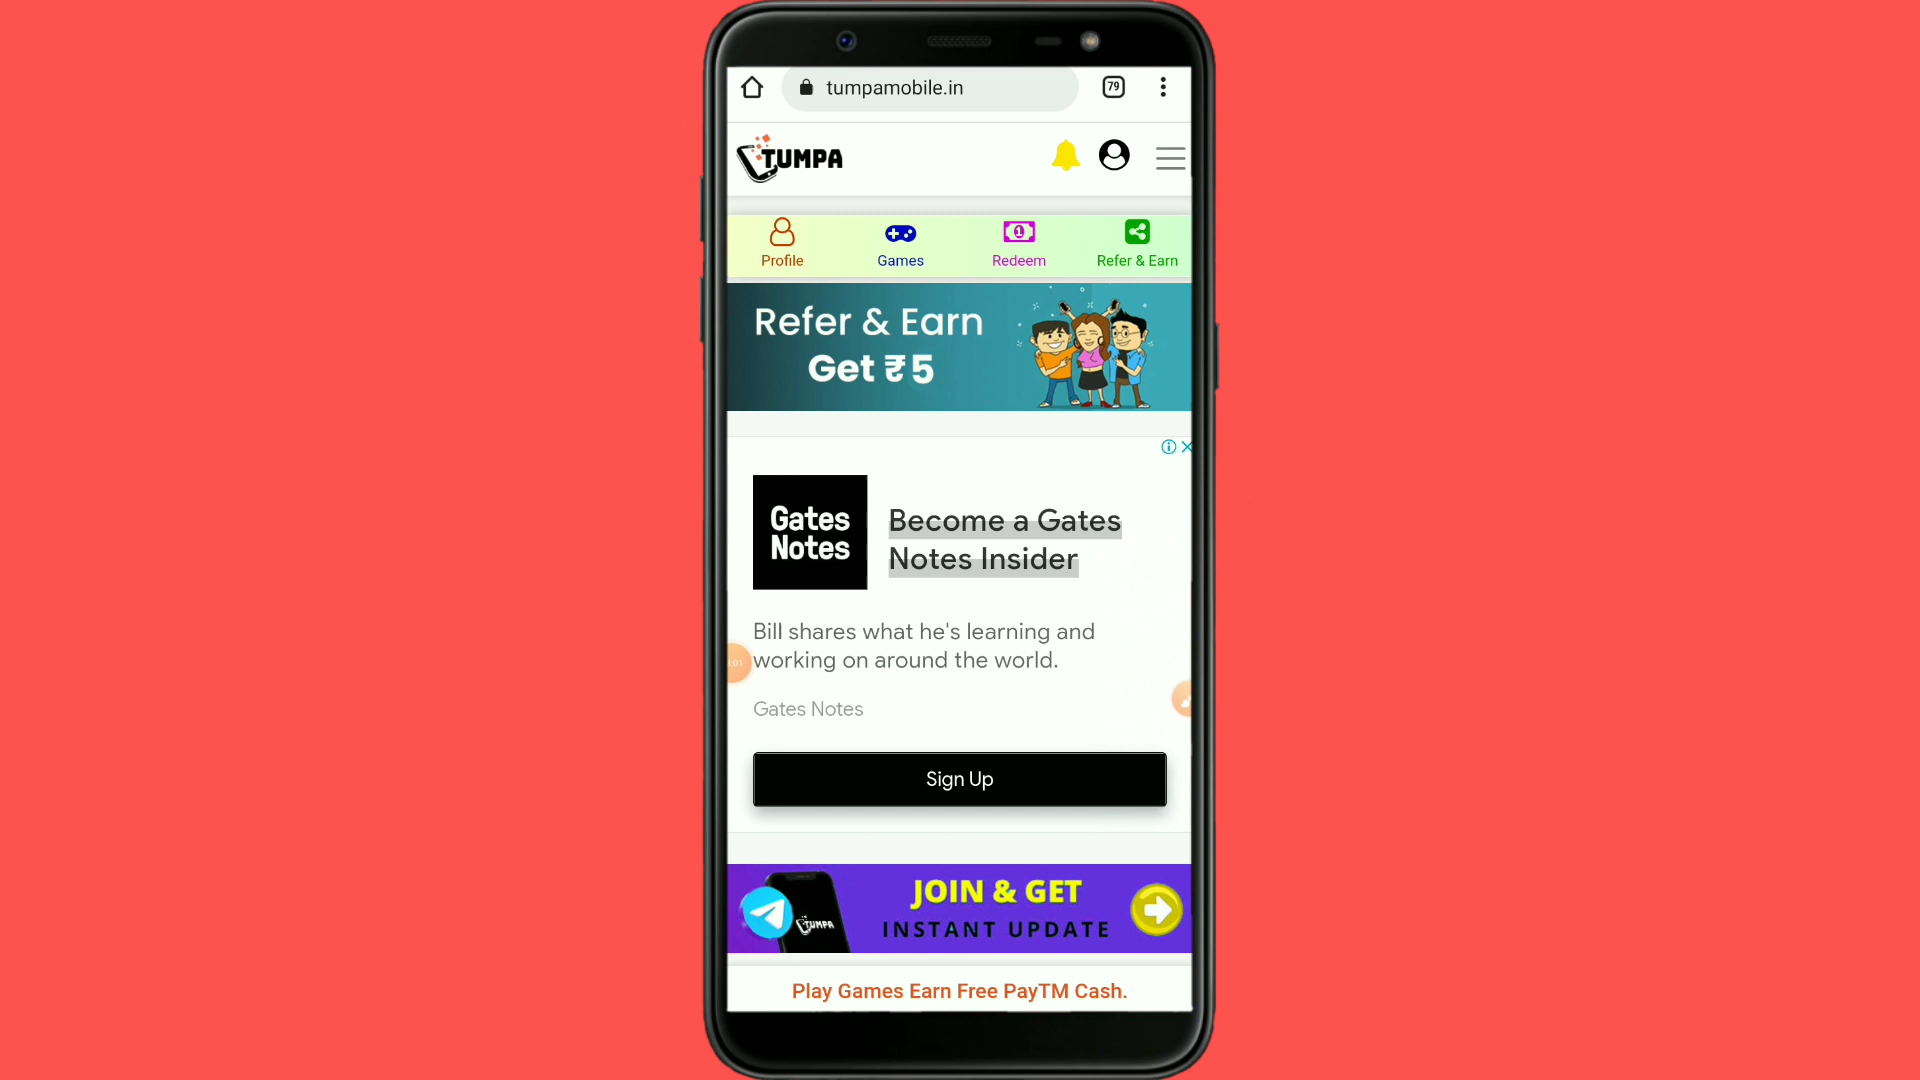 tumpamobile.in
79
TUMPA
Profile
Games
Redeem
Refer & Earn
Refer & Earn
Get ₹5
Gates
Notes
Become a Gates
Notes Insider
Bill shares what he's learning and
working on around the world.
Gates Notes
Sign Up
JOIN & GET
INSTANT UPDATE
TUMPA
Play Games Earn Free PayTM Cash.